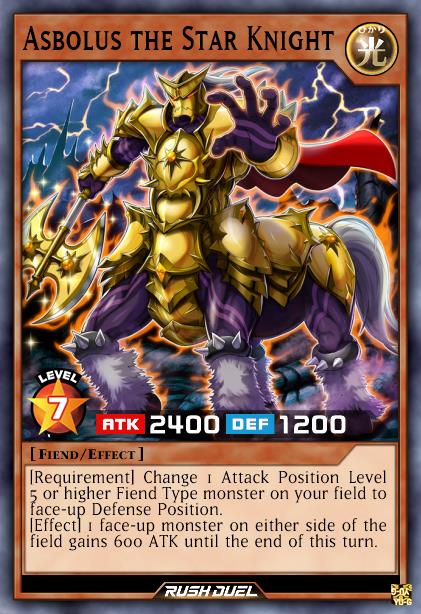 Asbolus the Star Knight
ひかり
光
LEVEL
7
ATK 2400 DEF 1200
[Fiend/Effect]
[Requirement] Change 1 Attack Position Level
5 or higher Fiend Type monster on your field to
face-up Defense Position.
[Effect] 1 face-up monster on either side of the
field gains 600 ATK until the end of this turn.
RUSH DUEL